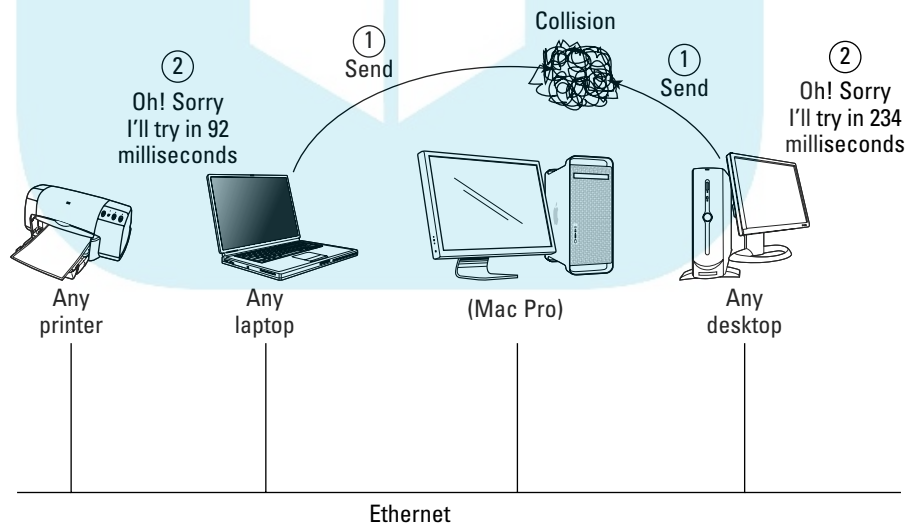 Collision
1
Send
2
Oh! Sorry
I'll try in 92
milliseconds
1
Send
2
Oh! Sorry
I'll try in 234
milliseconds
Any
printer
Any
laptop
(Mac Pro)
Any
desktop
Ethernet